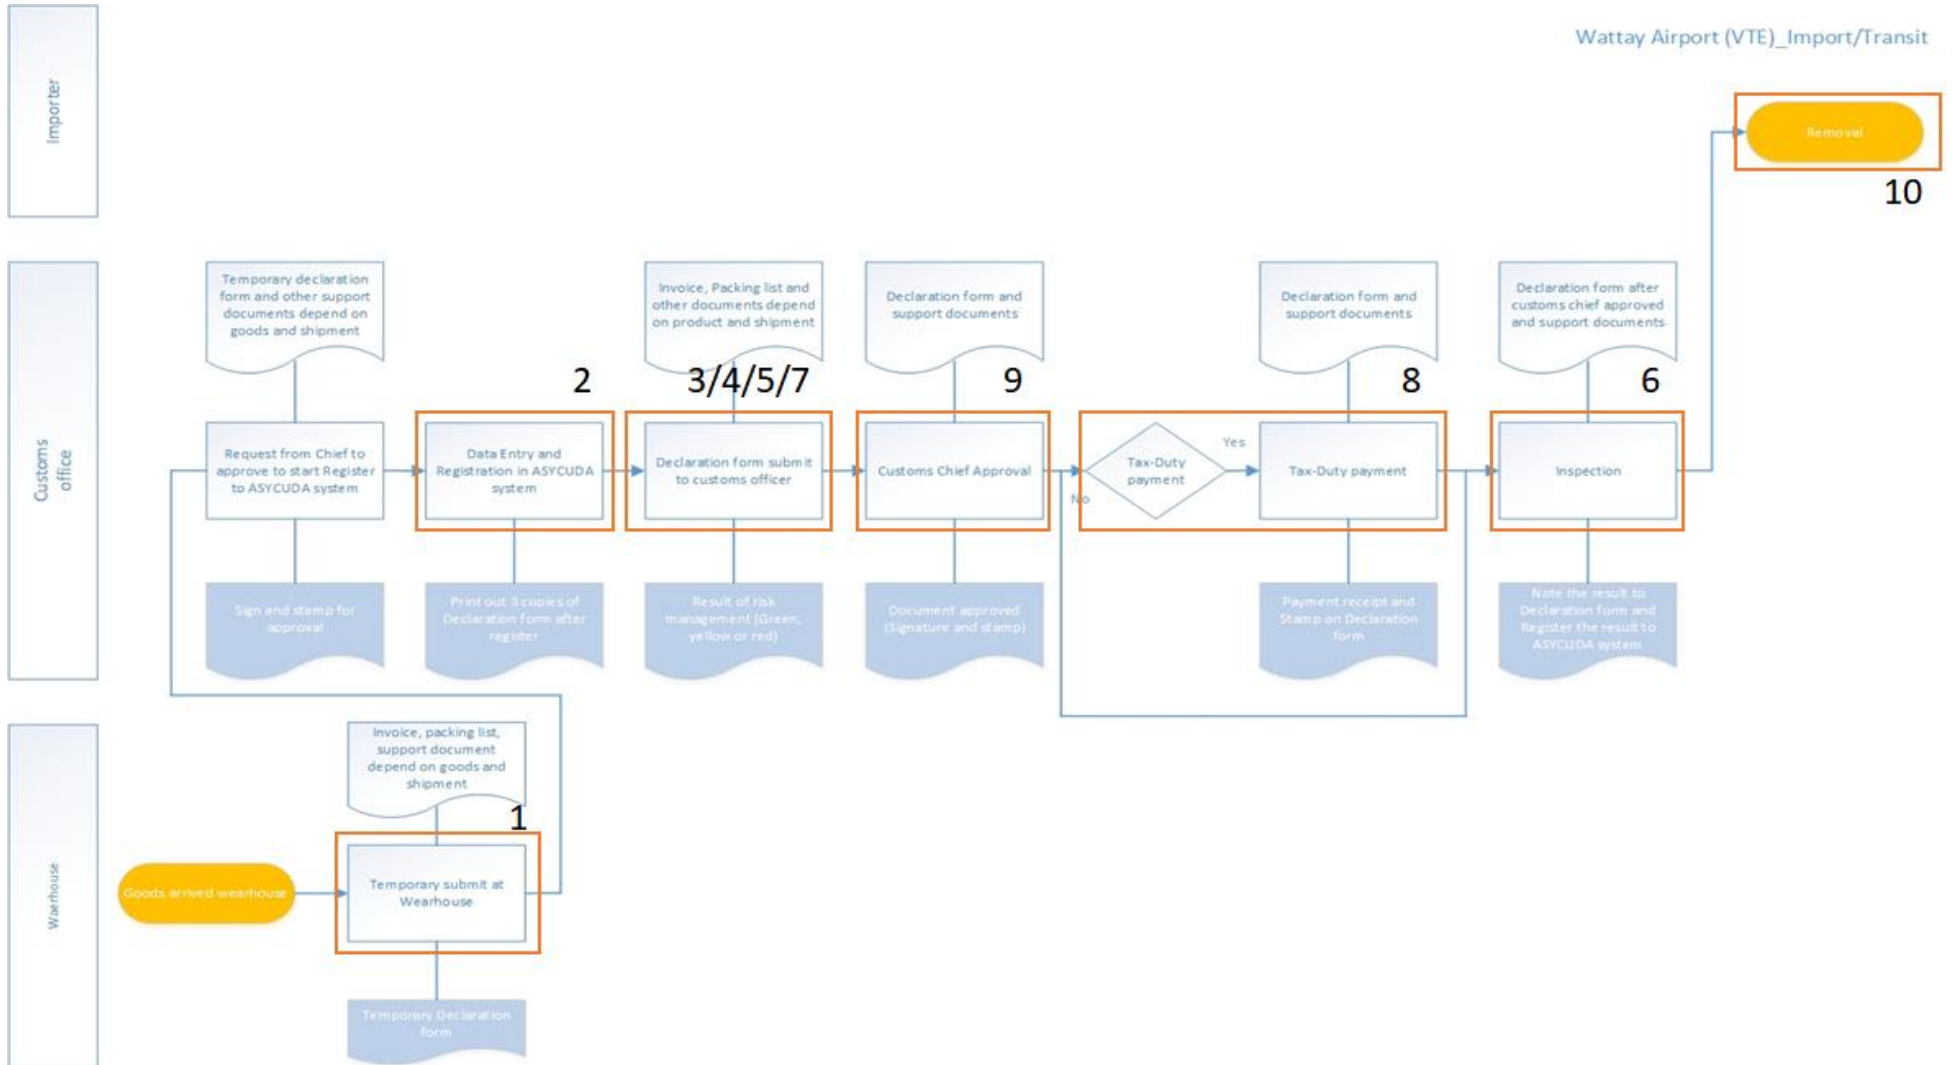 Wattay Airport (VTE)_Import/Transit
Importer
Removal
10
Customs
office
Temporary declaration
form and other support
documents depend on
goods and shipment
Invoice, Packing list and
other documents depend
on product and shipment
Declaration form and
support documents
Declaration form and
support documents
Declaration form after
customs chief approved
and support documents
2
3/4/5/7
9
8
6
Request from Chief to
approve to start Register
to ASYCUDA system
Data Entry and
Registration in ASYCUDA
system
Declaration form submit
to customs officer
Customs Chief Approval
Tax-Duty
payment
Yes
No
Tax-Duty payment
Inspection
Sign and stamp for
approval
Print out 3 copies of
Declaration form after
register
Result of risk
management (Green,
yellow or red)
Document approved
(Signature and stamp)
Payment receipt and
Stamp on Declaration
form
Note the result to
Declaration form and
Register the result to
ASYCUDA system
Waerhouse
Invoice, packing list,
support document
depend on goods and
shipment
1
Goods arrived wearhouse
Temporary submit at
Wearhouse
Temporary Declaration
form